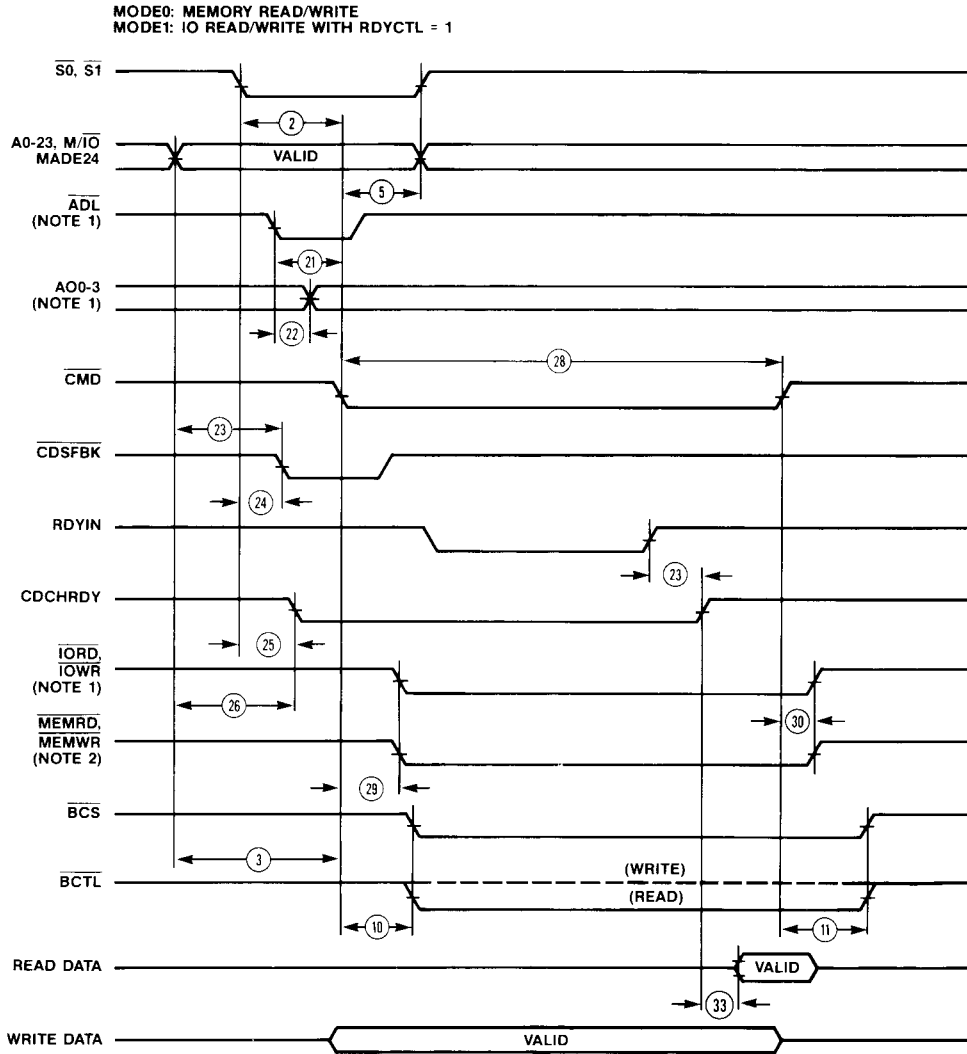 MODE0: MEMORY READ/WRITE
MODE1: IO READ/WRITE WITH RDYCTL = 1
S0, S1
2
A0-23, M/IO
MADE24
VALID
5
ADL
(NOTE 1)
21
AO0-3
(NOTE 1)
22
28
CMD
23
CDSFBK
24
RDYIN
23
CDCHRDY
25
IORD,
IOWR
(NOTE 1)
26
30
MEMRD,
MEMWR
(NOTE 2)
29
BCS
3
(WRITE)
BCTL
(READ)
10
11
READ DATA
VALID
33
WRITE DATA
VALID